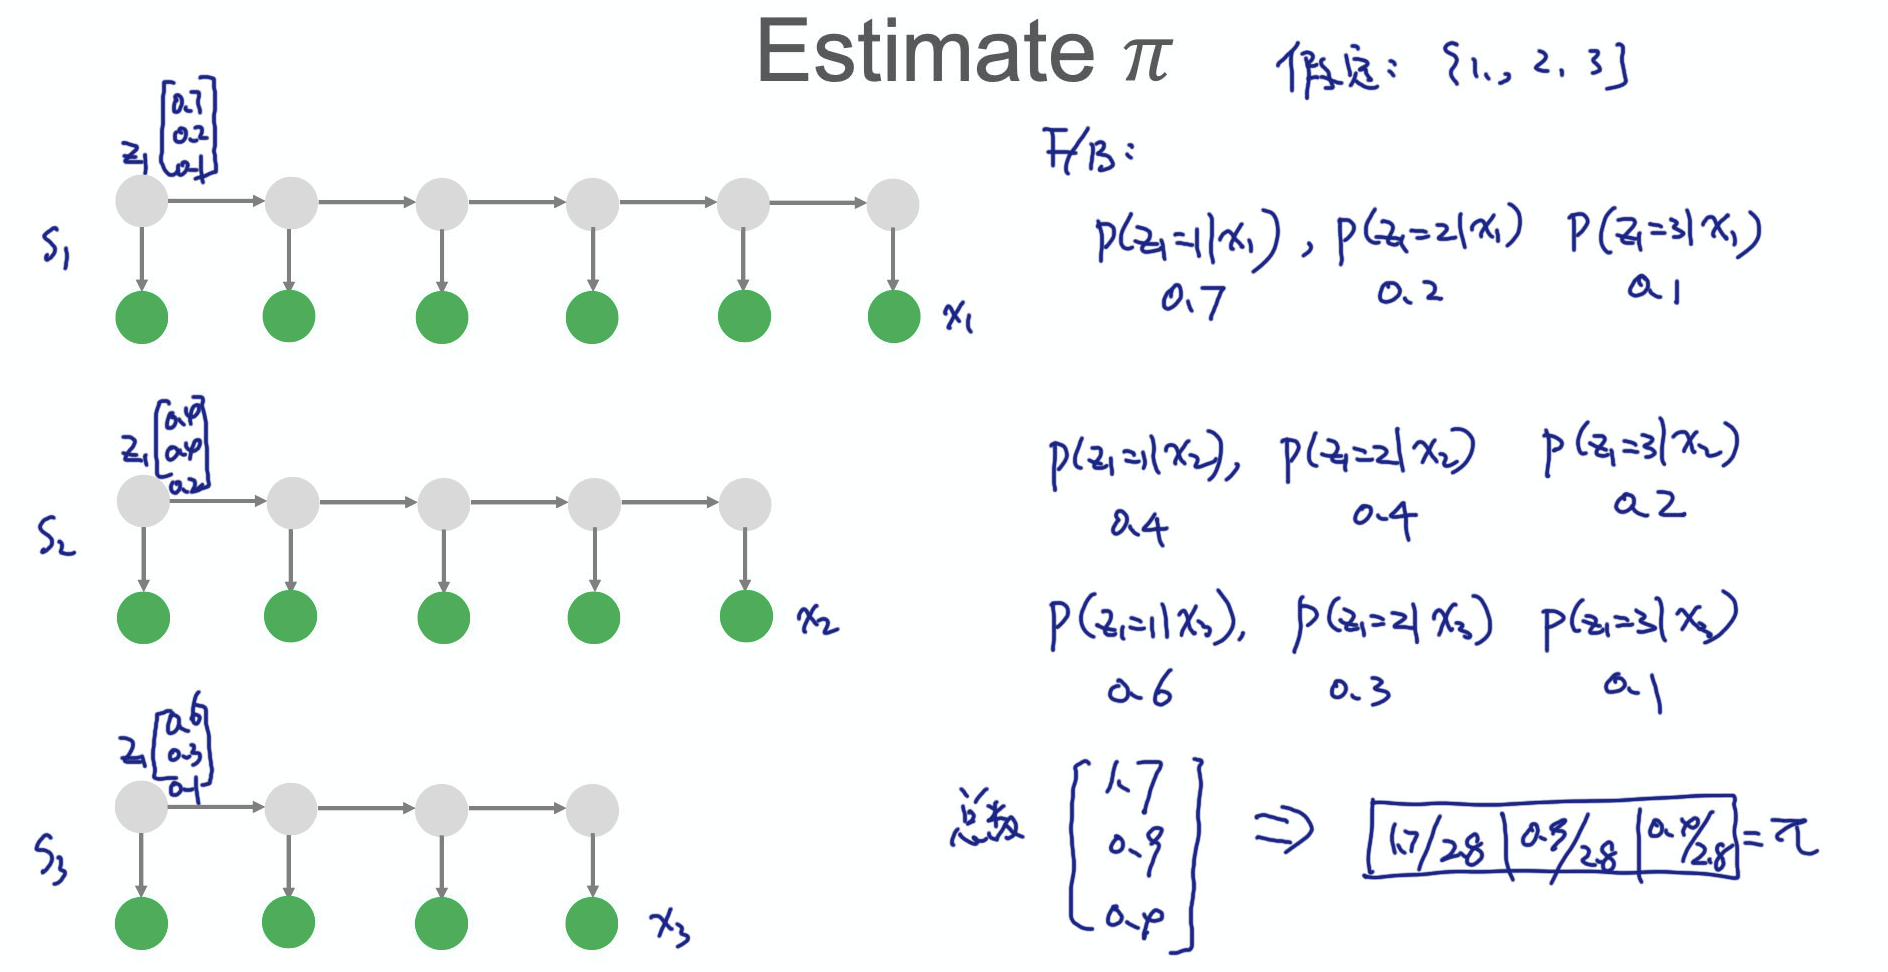 Estimate π
假定: {1, 2, 3}
F/B:
z₁ [0.7 0.2 0.1]
S₁
x₁
p(z₁=1|x₁), p(z₁=2|x₁) p(z₁=3|x₁)
0.7 0.2 0.1
z₁ [0.4 0.4 0.2]
S₂
x₂
p(z₁=1|x₂), p(z₁=2|x₂) p(z₁=3|x₂)
0.4 0.4 0.2
z₁ [0.6 0.3 0.1]
S₃
x₃
p(z₁=1|x₃), p(z₁=2|x₃) p(z₁=3|x₃)
0.6 0.3 0.1
总数 [1.7 0.9 0.4] ⇒ 1.7/2.8 | 0.9/2.8 | 0.4/2.8 = π